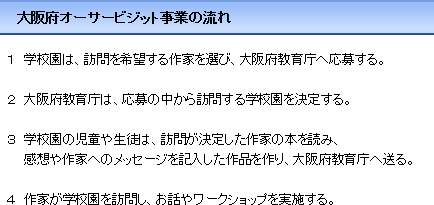 大阪府オーサービジット事業の流れ
1 学校園は、訪問を希望する作家を選び、大阪府教育庁へ応募する。
2 大阪府教育庁は、応募の中から訪問する学校園を決定する。
3 学校園の児童や生徒は、訪問が決定した作家の本を読み、
感想や作家へのメッセージを記入した作品を作り、大阪府教育庁へ送る。
4 作家が学校園を訪問し、お話やワークショップを実施する。